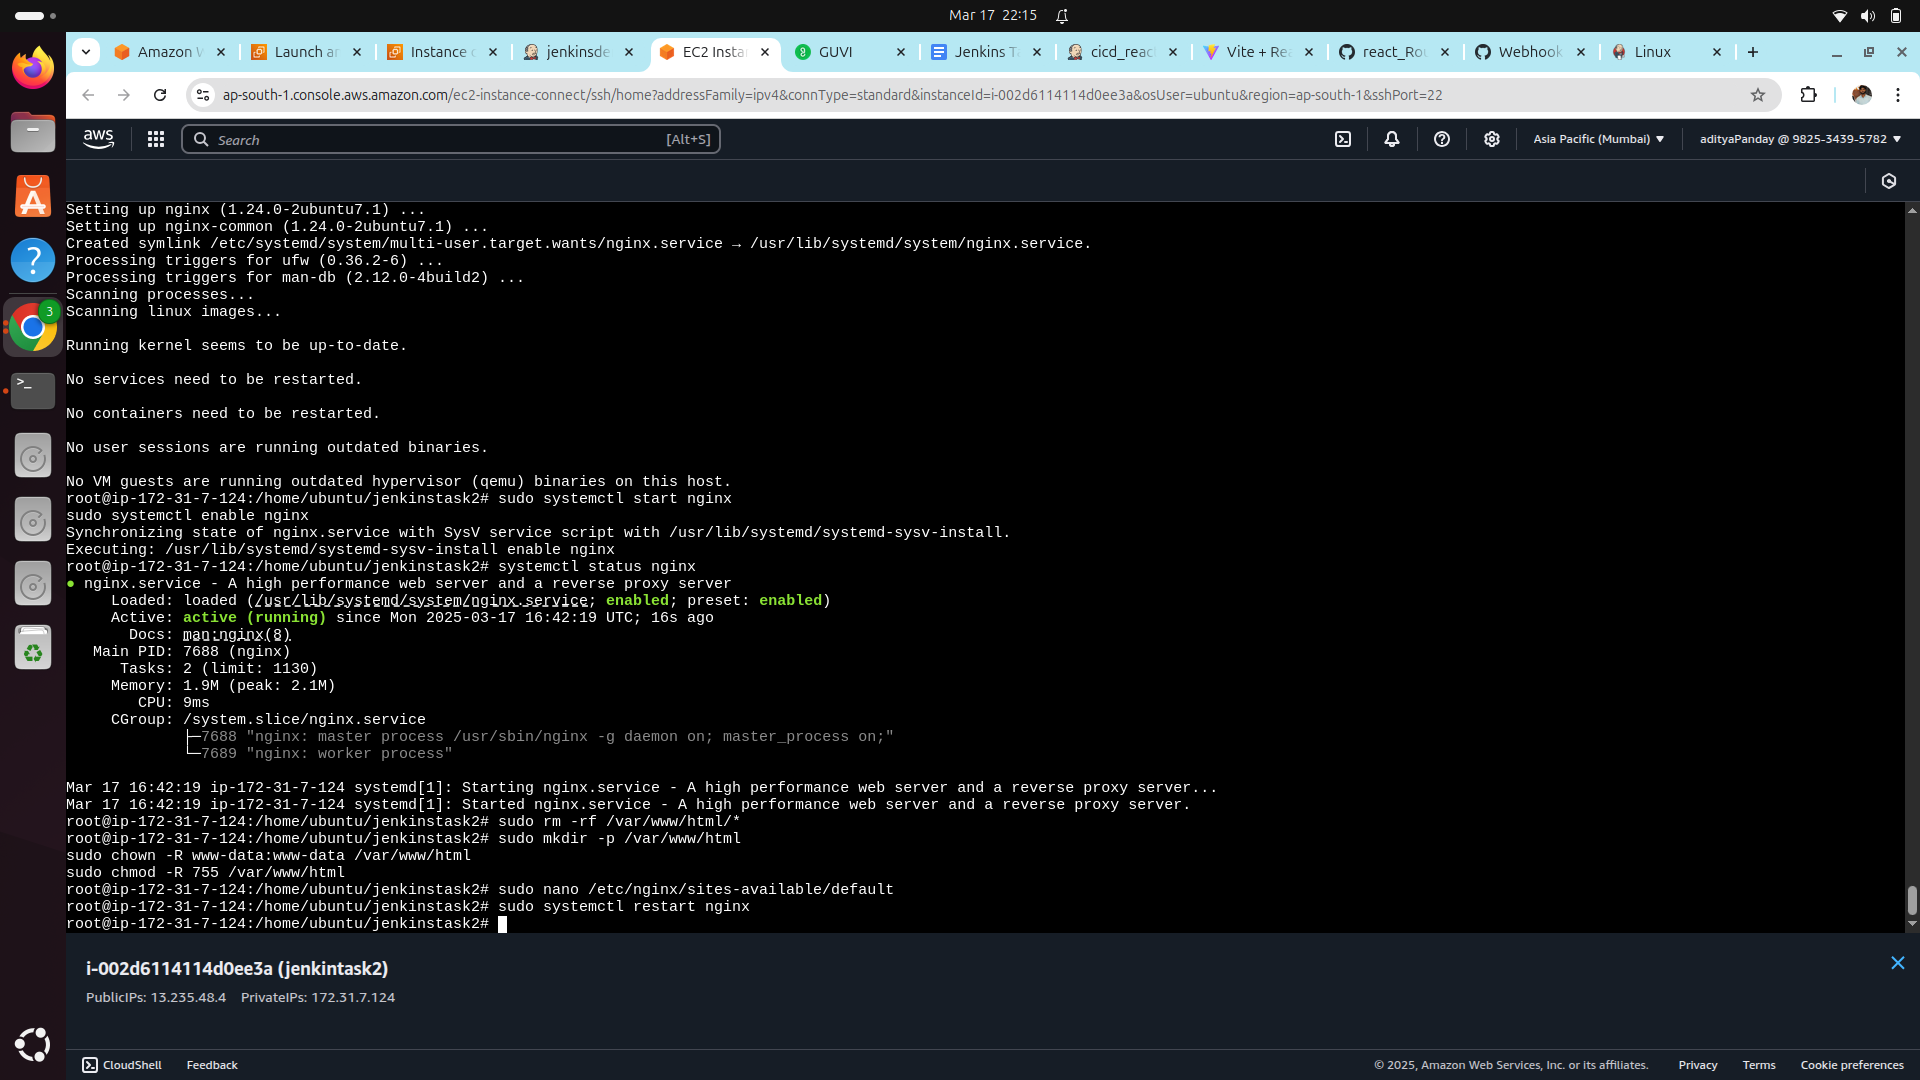 Mar 17 22:15
Amazon W
Launch an
Instance c
jenkinsde
EC2 Insta
GUVI
Jenkins Ta
cicd_reac
Vite + Rea
react_Rou
Webhook
Linux
ap-south-1.console.aws.amazon.com/ec2-instance-connect/ssh/home?addressFamily=ipv4&connType=standard&instanceId=i-002d6114114d0ee3a&osUser=ubuntu&region=ap-south-1&sshPort=22
aws
Search
[Alt+S]
Asia Pacific (Mumbai)
adityaPanday @ 9825-3439-5782
3
Setting up nginx (1.24.0-2ubuntu7.1) ...
Setting up nginx-common (1.24.0-2ubuntu7.1) ...
Created symlink /etc/systemd/system/multi-user.target.wants/nginx.service → /usr/lib/systemd/system/nginx.service.
Processing triggers for ufw (0.36.2-6) ...
Processing triggers for man-db (2.12.0-4build2) ...
Scanning processes...
Scanning linux images...
Running kernel seems to be up-to-date.
No services need to be restarted.
No containers need to be restarted.
No user sessions are running outdated binaries.
No VM guests are running outdated hypervisor (qemu) binaries on this host.
root@ip-172-31-7-124:/home/ubuntu/jenkinstask2# sudo systemctl start nginx
sudo systemctl enable nginx
Synchronizing state of nginx.service with SysV service script with /usr/lib/systemd/systemd-sysv-install.
Executing: /usr/lib/systemd/systemd-sysv-install enable nginx
root@ip-172-31-7-124:/home/ubuntu/jenkinstask2# systemctl status nginx
● nginx.service - A high performance web server and a reverse proxy server
Loaded: loaded (/usr/lib/systemd/system/nginx.service; enabled; preset: enabled)
Active: active (running) since Mon 2025-03-17 16:42:19 UTC; 16s ago
Docs: man:nginx(8)
Main PID: 7688 (nginx)
Tasks: 2 (limit: 1130)
Memory: 1.9M (peak: 2.1M)
CPU: 9ms
CGroup: /system.slice/nginx.service
├─7688 "nginx: master process /usr/sbin/nginx -g daemon on; master_process on;"
└─7689 "nginx: worker process"
Mar 17 16:42:19 ip-172-31-7-124 systemd[1]: Starting nginx.service - A high performance web server and a reverse proxy server...
Mar 17 16:42:19 ip-172-31-7-124 systemd[1]: Started nginx.service - A high performance web server and a reverse proxy server.
root@ip-172-31-7-124:/home/ubuntu/jenkinstask2# sudo rm -rf /var/www/html/*
root@ip-172-31-7-124:/home/ubuntu/jenkinstask2# sudo mkdir -p /var/www/html
sudo chown -R www-data:www-data /var/www/html
sudo chmod -R 755 /var/www/html
root@ip-172-31-7-124:/home/ubuntu/jenkinstask2# sudo nano /etc/nginx/sites-available/default
root@ip-172-31-7-124:/home/ubuntu/jenkinstask2# sudo systemctl restart nginx
root@ip-172-31-7-124:/home/ubuntu/jenkinstask2#
i-002d6114114d0ee3a (jenkintask2)
PublicIPs: 13.235.48.4 PrivateIPs: 172.31.7.124
CloudShell
Feedback
© 2025, Amazon Web Services, Inc. or its affiliates.
Privacy
Terms
Cookie preferences